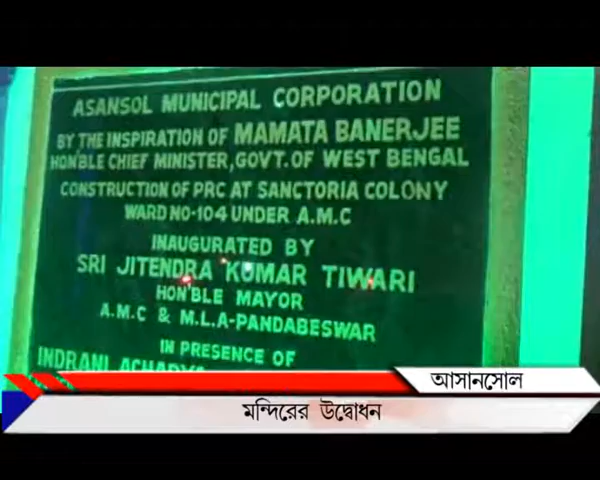 ASANSOL MUNICIPAL CORPORATION
BY THE INSPIRATION OF MAMATA BANERJEE
HON'BLE CHIEF MINISTER, GOVT. OF WEST BENGAL
CONSTRUCTION OF PRC AT SANCTORIA COLONY
WARD NO-104 UNDER A.M.C
INAUGURATED BY
SRI JITENDRA KUMAR TIWARI
HON'BLE MAYOR
A.M.C & M.L.A-PANDABESWAR
IN PRESENCE OF
INDRANI
আসানসোল
মন্দিরের উদ্বোধন